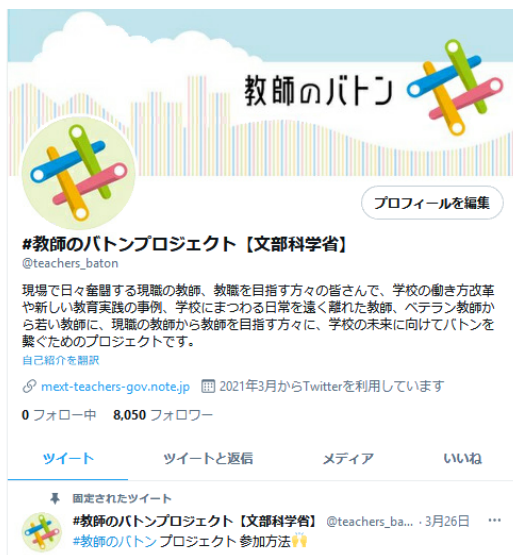 教師のバトン
プロフィールを編集
#教師のバトンプロジェクト【文部科学省】
@teachers_baton
現場で日々奮闘する現職の教師、教職を目指す方々の皆さんで、学校の働き方改革
や新しい教育実践の事例、学校にまつわる日常を遠く離れた教師、ベテラン教師か
ら若い教師に、現職の教師から教師を目指す方々に、学校の未来に向けてバトンを
繋ぐためのプロジェクトです。
自己紹介を翻訳
mext-teachers-gov.note.jp 2021年3月からTwitterを利用しています
0 フォロー中 8,050 フォロワー
ツイート ツイートと返信 メディア いいね
固定されたツイート
#教師のバトンプロジェクト【文部科学省】 @teachers_ba... · 3月26日 ···
#教師のバトン プロジェクト 参加方法🙌